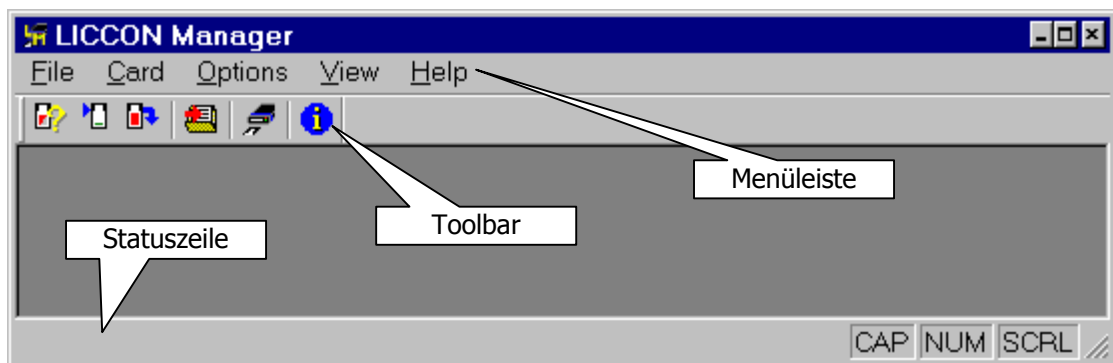 LICCON Manager
File Card Options View Help
Menüleiste
Toolbar
Statuszeile
CAP NUM SCRL